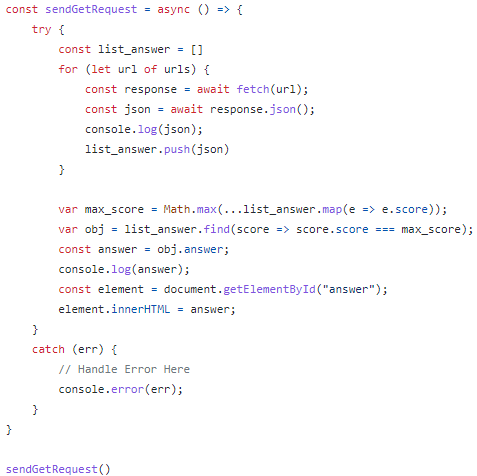 const sendGetRequest = async () => {
    try {
        const list_answer = []
        for (let url of urls) {
            const response = await fetch(url);
            const json = await response.json();
            console.log(json);
            list_answer.push(json)
        }

        var max_score = Math.max(...list_answer.map(e => e.score));
        var obj = list_answer.find(score => score.score === max_score);
        const answer = obj.answer;
        console.log(answer);
        const element = document.getElementById("answer");
        element.innerHTML = answer;
    }
    catch (err) {
        // Handle Error Here
        console.error(err);
    }
}

sendGetRequest()